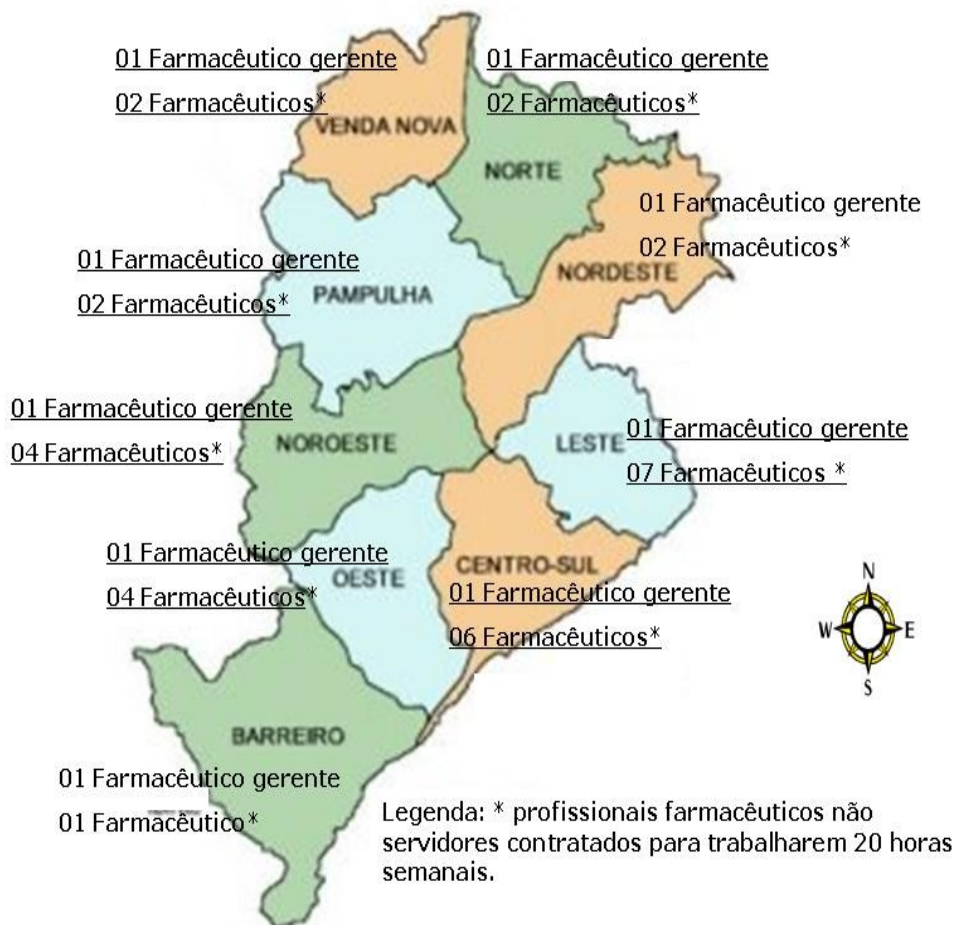 01 Farmacêutico gerente
02 Farmacêuticos*
VENDA NOVA
01 Farmacêutico gerente
02 Farmacêuticos*
NORTE
01 Farmacêutico gerente
02 Farmacêuticos*
NORDESTE
01 Farmacêutico gerente
02 Farmacêuticos*
PAMPULHA
01 Farmacêutico gerente
04 Farmacêuticos*
NOROESTE
LESTE
01 Farmacêutico gerente
07 Farmacêuticos *
01 Farmacêutico gerente
04 Farmacêuticos*
OESTE
CENTRO-SUL
01 Farmacêutico gerente
06 Farmacêuticos*
N
W E
S
BARREIRO
01 Farmacêutico gerente
01 Farmacêutico*
Legenda: * profissionais farmacêuticos não
servidores contratados para trabalharem 20 horas
semanais.